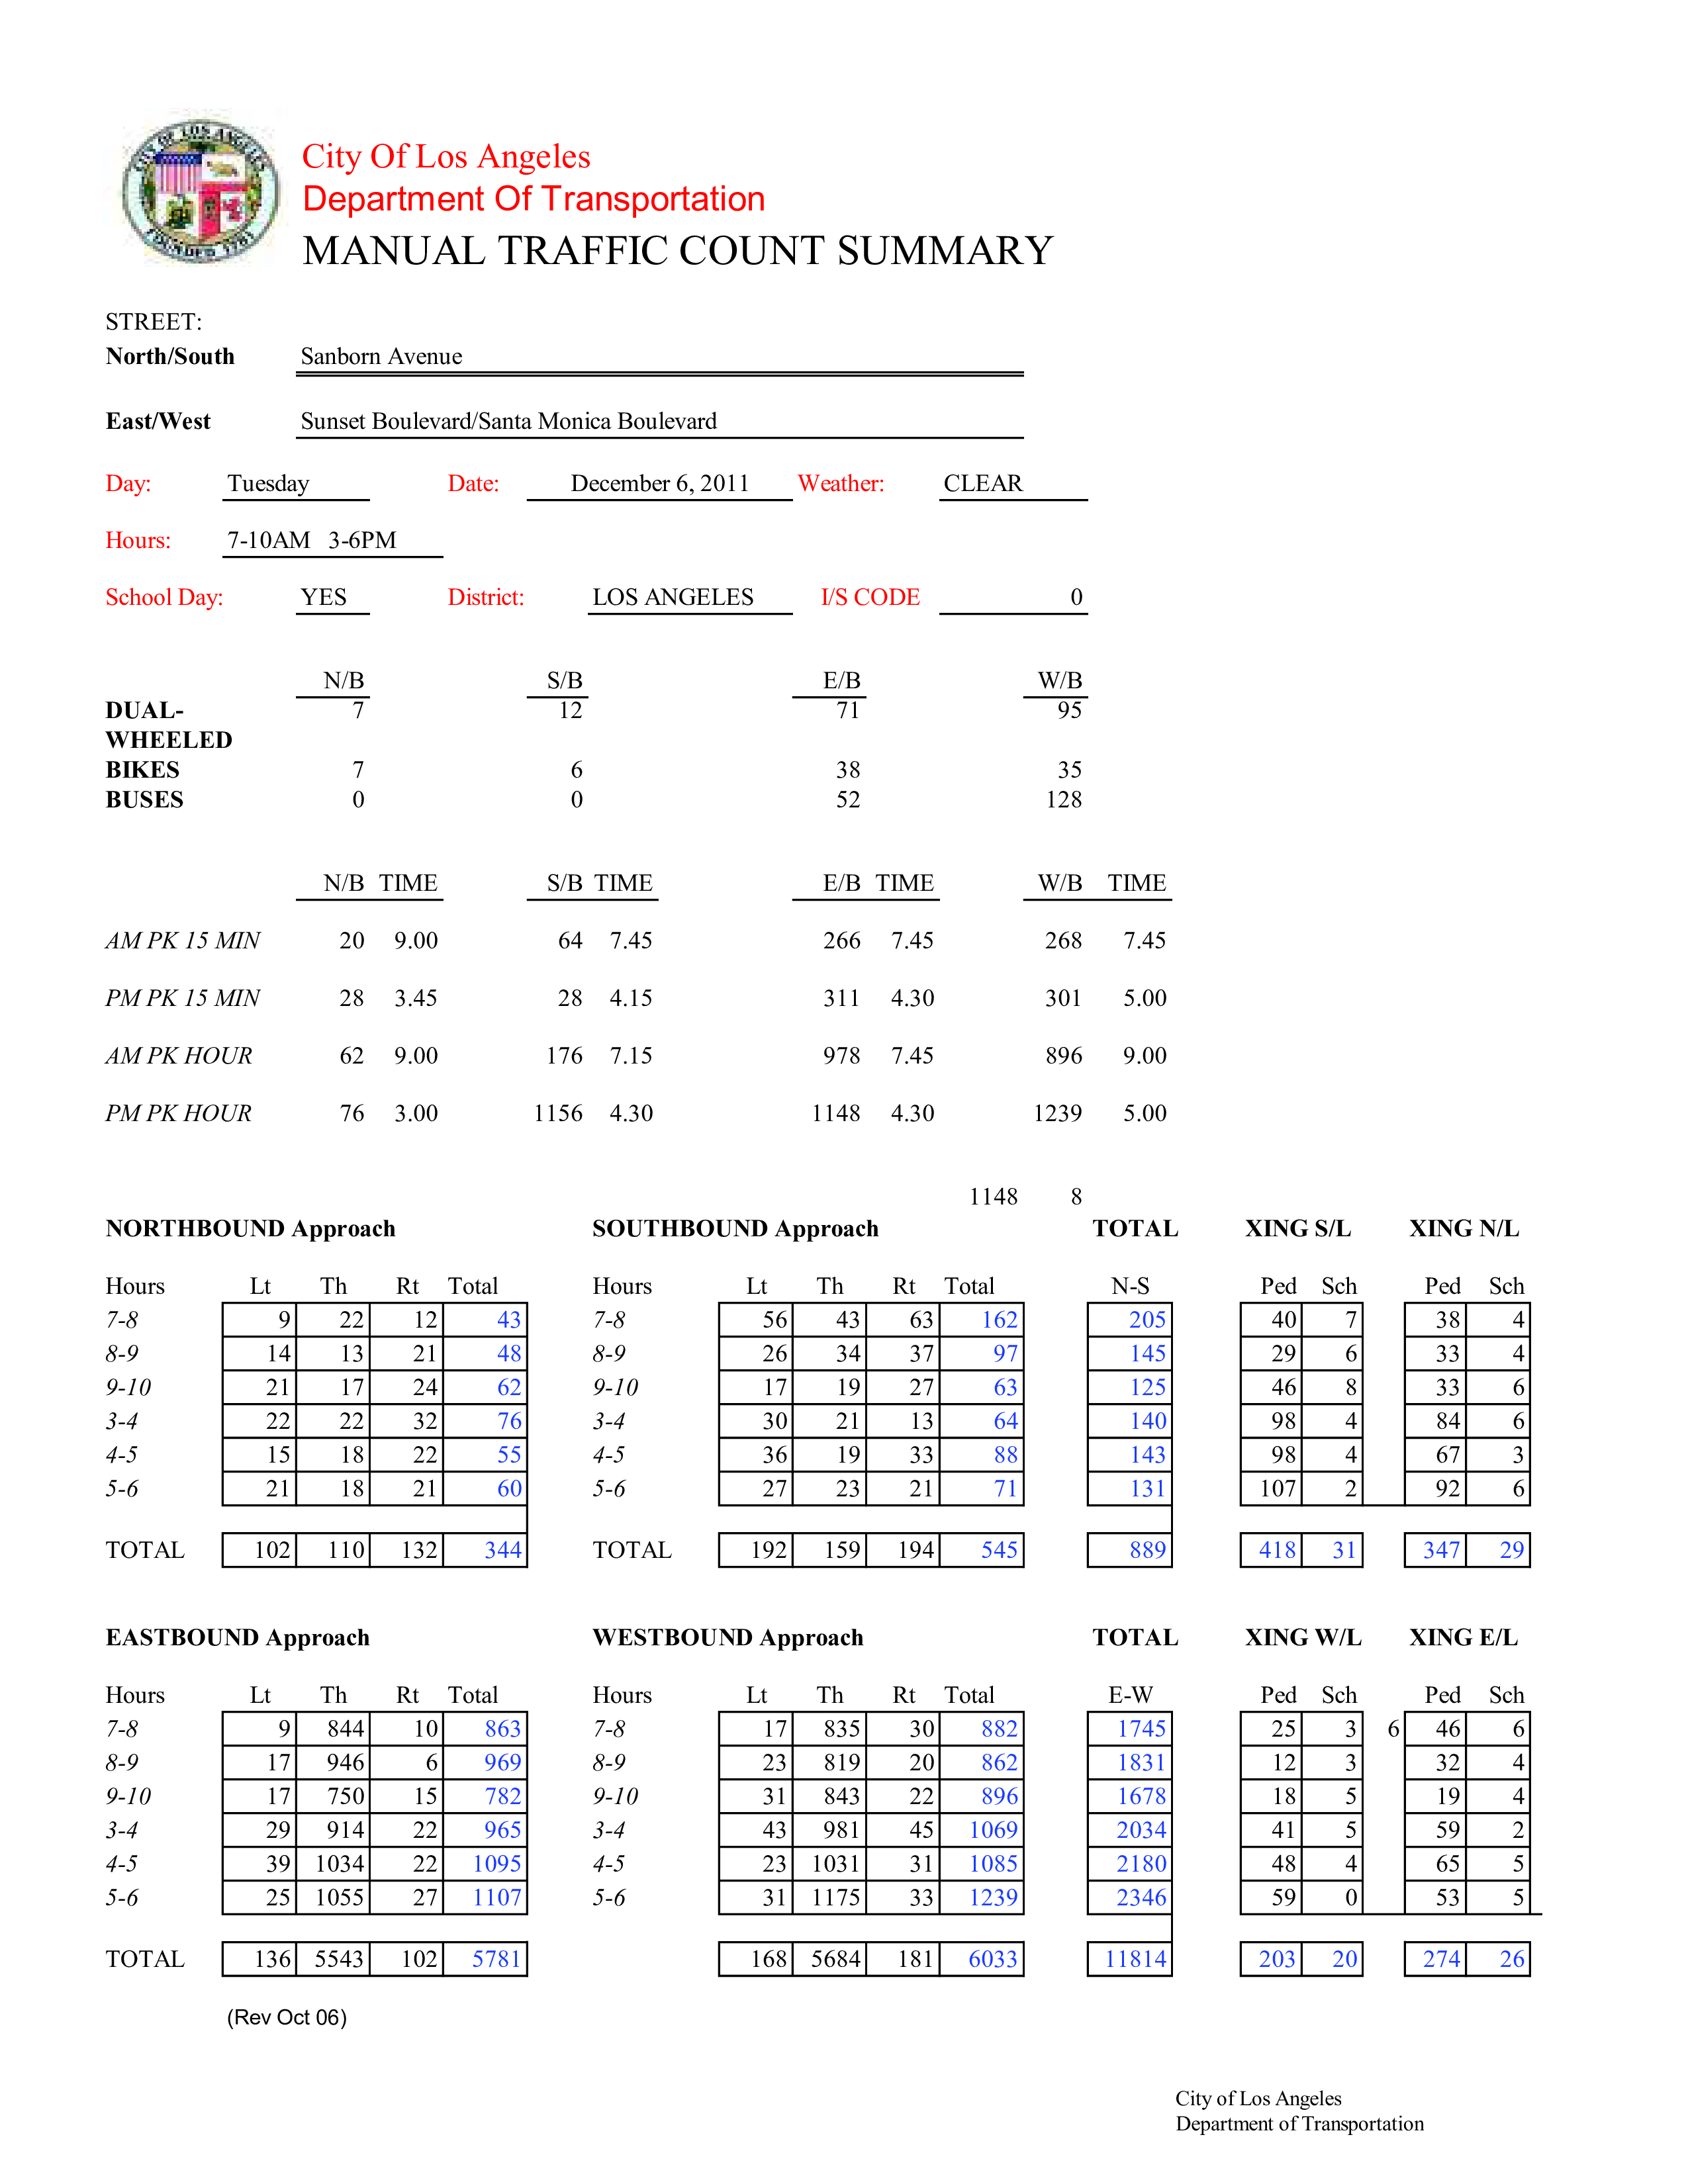 City Of Los Angeles
Department Of Transportation
MANUAL TRAFFIC COUNT SUMMARY
STREET:
North/South Sanborn Avenue
East/West Sunset Boulevard/Santa Monica Boulevard
Day: Tuesday Date: December 6, 2011 Weather: CLEAR
Hours: 7-10AM 3-6PM
School Day: YES District: LOS ANGELES I/S CODE 0
N/B S/B E/B W/B
DUAL- 7 12 71 95
WHEELED
BIKES 7 6 38 35
BUSES 0 0 52 128
N/B TIME S/B TIME E/B TIME W/B TIME
AM PK 15 MIN 20 9.00 64 7.45 266 7.45 268 7.45
PM PK 15 MIN 28 3.45 28 4.15 311 4.30 301 5.00
AM PK HOUR 62 9.00 176 7.15 978 7.45 896 9.00
PM PK HOUR 76 3.00 1156 4.30 1148 4.30 1239 5.00
1148 8
NORTHBOUND Approach SOUTHBOUND Approach TOTAL XING S/L XING N/L
Hours Lt Th Rt Total Hours Lt Th Rt Total N-S Ped Sch Ped Sch
7-8 9 22 12 43 7-8 56 43 63 162 205 40 7 38 4
8-9 14 13 21 48 8-9 26 34 37 97 145 29 6 33 4
9-10 21 17 24 62 9-10 17 19 27 63 125 46 8 33 6
3-4 22 22 32 76 3-4 30 21 13 64 140 98 4 84 6
4-5 15 18 22 55 4-5 36 19 33 88 143 98 4 67 3
5-6 21 18 21 60 5-6 27 23 21 71 131 107 2 92 6
TOTAL 102 110 132 344 TOTAL 192 159 194 545 889 418 31 347 29
EASTBOUND Approach WESTBOUND Approach TOTAL XING W/L XING E/L
Hours Lt Th Rt Total Hours Lt Th Rt Total E-W Ped Sch Ped Sch
7-8 9 844 10 863 7-8 17 835 30 882 1745 25 3 6 46 6
8-9 17 946 6 969 8-9 23 819 20 862 1831 12 3 32 4
9-10 17 750 15 782 9-10 31 843 22 896 1678 18 5 19 4
3-4 29 914 22 965 3-4 43 981 45 1069 2034 41 5 59 2
4-5 39 1034 22 1095 4-5 23 1031 31 1085 2180 48 4 65 5
5-6 25 1055 27 1107 5-6 31 1175 33 1239 2346 59 0 53 5
TOTAL 136 5543 102 5781 168 5684 181 6033 11814 203 20 274 26
(Rev Oct 06)
City of Los Angeles
Department of Transportation